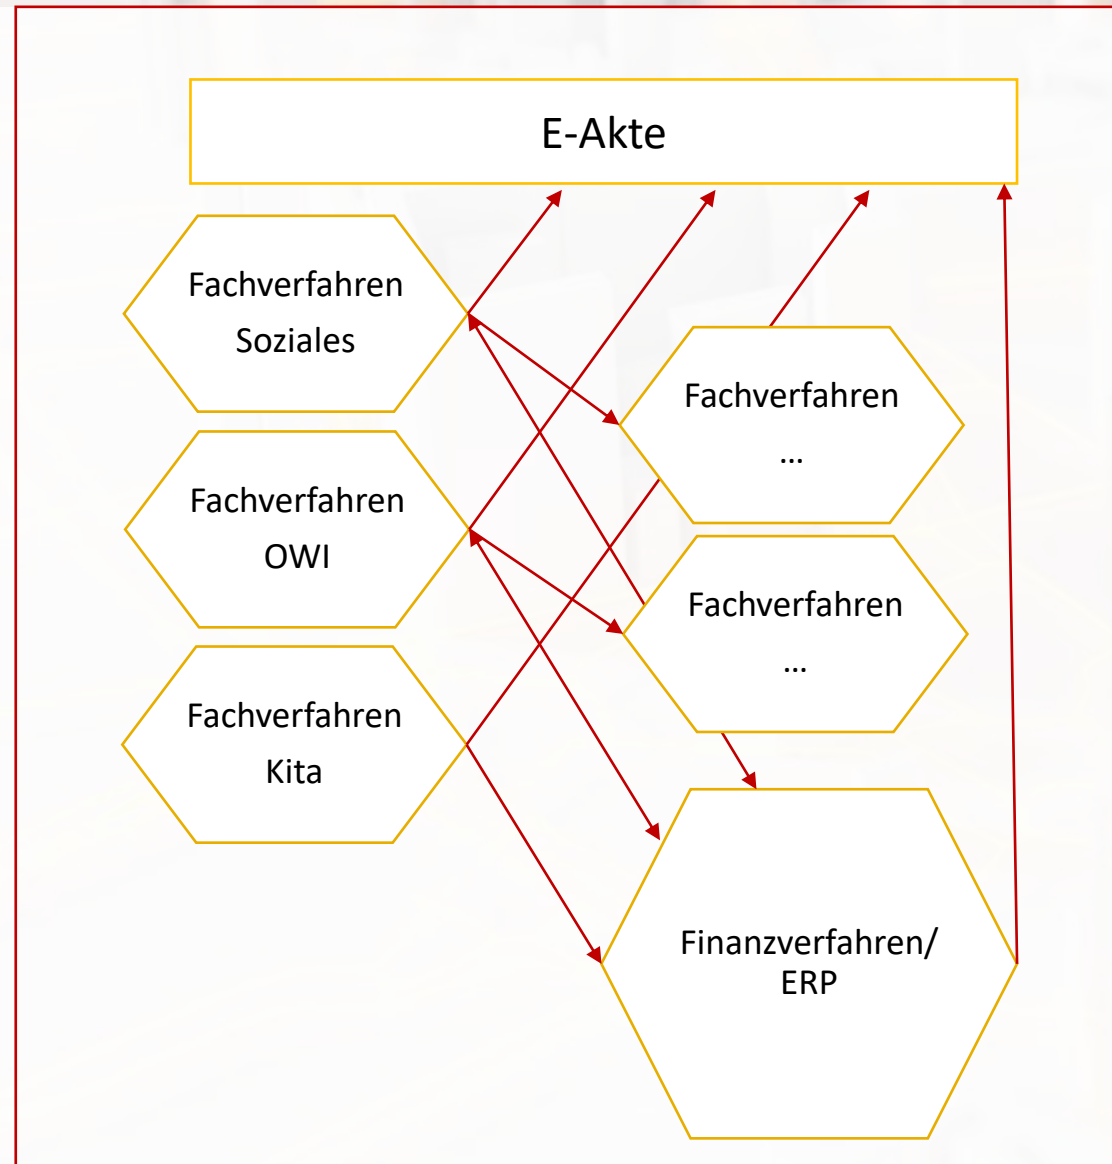 E-Akte
Fachverfahren
Soziales
Fachverfahren
...
Fachverfahren
OWI
Fachverfahren
...
Fachverfahren
Kita
Finanzverfahren/
ERP